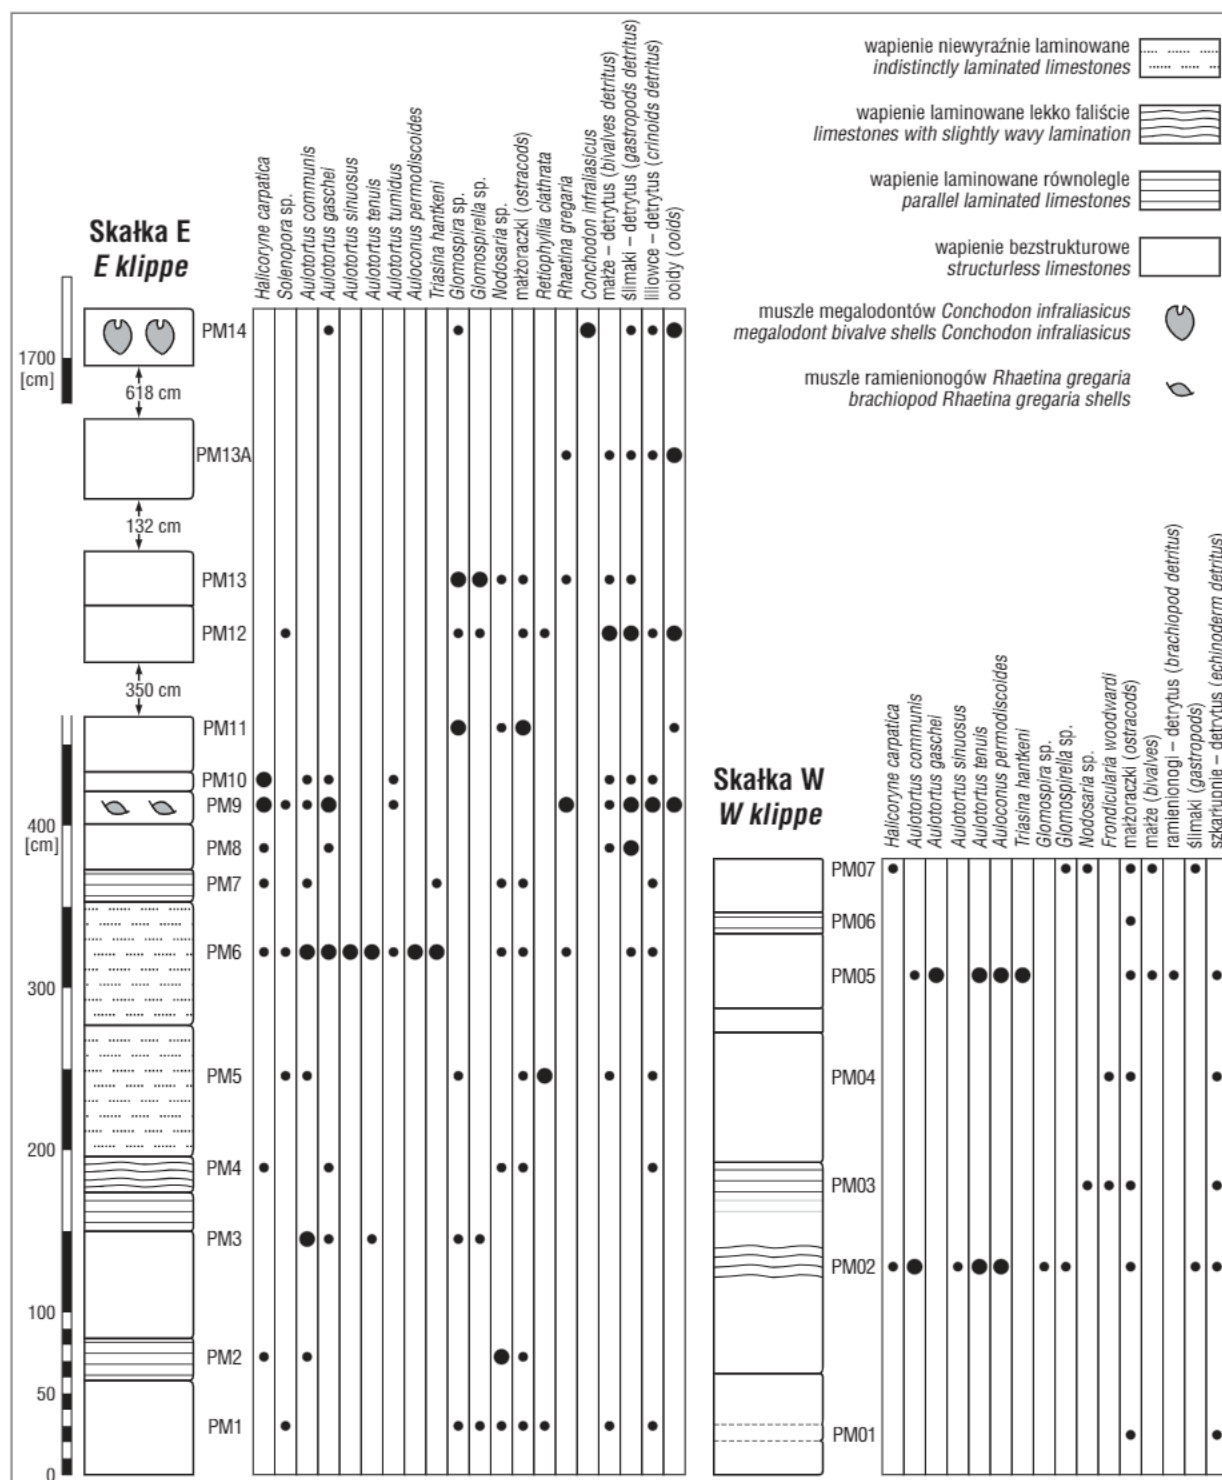 wapienie niewyraźnie laminowane
indistinctly laminated limestones
wapienie laminowane lekko faliście
limestones with slightly wavy lamination
wapienie laminowane równolegle
parallel laminated limestones
wapienie bezstrukturowe
structurless limestones
muszle megalodontów Conchodon infraliasicus
megalodont bivalve shells Conchodon infraliasicus
muszle ramienionogów Rhaetina gregaria
brachiopod Rhaetina gregaria shells
Skałka E
E klippe
Halicoryne carpatica
Solenopora sp.
Aulotortus communis
Aulotortus gaschei
Aulotortus sinuosus
Aulotortus tenuis
Aulotortus tumidus
Auloconus permodiscoides
Triasina hantkeni
Glomospira sp.
Glomospirella sp.
Nodosaria sp.
małżoraczki (ostracods)
Retiophyllia clathrata
Rhaetina gregaria
Conchodon infraliasicus
małże – detrytus (bivalves detritus)
ślimaki – detrytus (gastropods detritus)
liliowce – detrytus (crinoids detritus)
ooidy (ooids)
PM14
1700
[cm]
618 cm
PM13A
132 cm
PM13
PM12
350 cm
PM11
PM10
PM9
400
[cm]
PM8
PM7
PM6
300
PM5
200
PM4
PM3
100
PM2
50
PM1
0
Skałka W
W klippe
Halicoryne carpatica
Aulotortus communis
Aulotortus gaschei
Aulotortus sinuosus
Aulotortus tenuis
Auloconus permodiscoides
Triasina hantkeni
Glomospira sp.
Glomospirella sp.
Nodosaria sp.
Frondicularia woodwardi
małżoraczki (ostracods)
małże (bivalves)
ramienionogi – detrytus (brachiopod detritus)
ślimaki (gastropods)
szkarłupnie – detrytus (echinoderm detritus)
PM07
PM06
PM05
PM04
PM03
PM02
PM01